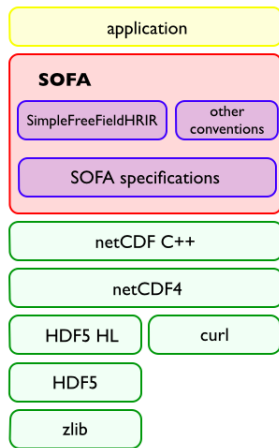 application
SOFA
SimpleFreeFieldHRIR
other
conventions
SOFA specifications
netCDF C++
netCDF4
HDF5 HL
curl
HDF5
zlib